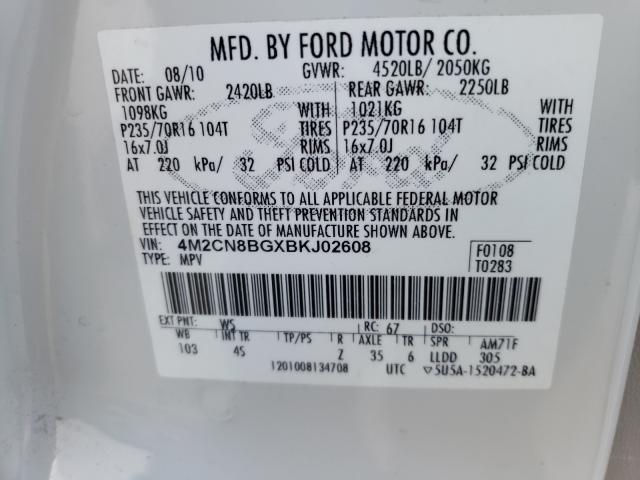 MFD. BY FORD MOTOR CO.
DATE: 08/10 GVWR: 4520LB/ 2050KG
FRONT GAWR: 2420LB REAR GAWR: 2250LB
1098KG WITH 1021KG WITH
P235/70R16 104T TIRES P235/70R16 104T TIRES
16x7.0J RIMS 16x7.0J RIMS
AT 220 kPa/ 32 PSI COLD AT 220 kPa/ 32 PSI COLD
THIS VEHICLE CONFORMS TO ALL APPLICABLE FEDERAL MOTOR
VEHICLE SAFETY AND THEFT PREVENTION STANDARDS IN
EFFECT ON THE DATE OF MANUFACTURE SHOWN ABOVE.
VIN: 4M2CN8BGXBKJ02608 F0108
TYPE: MPV T0283
EXT PNT: WS RC: 67 DSO:
WB INT TR TP/PS R AXLE TR SPR AM71F
103 4S Z 35 6 LLDD 305
1201008134708 UTC ▽5U5A-1520472-BA